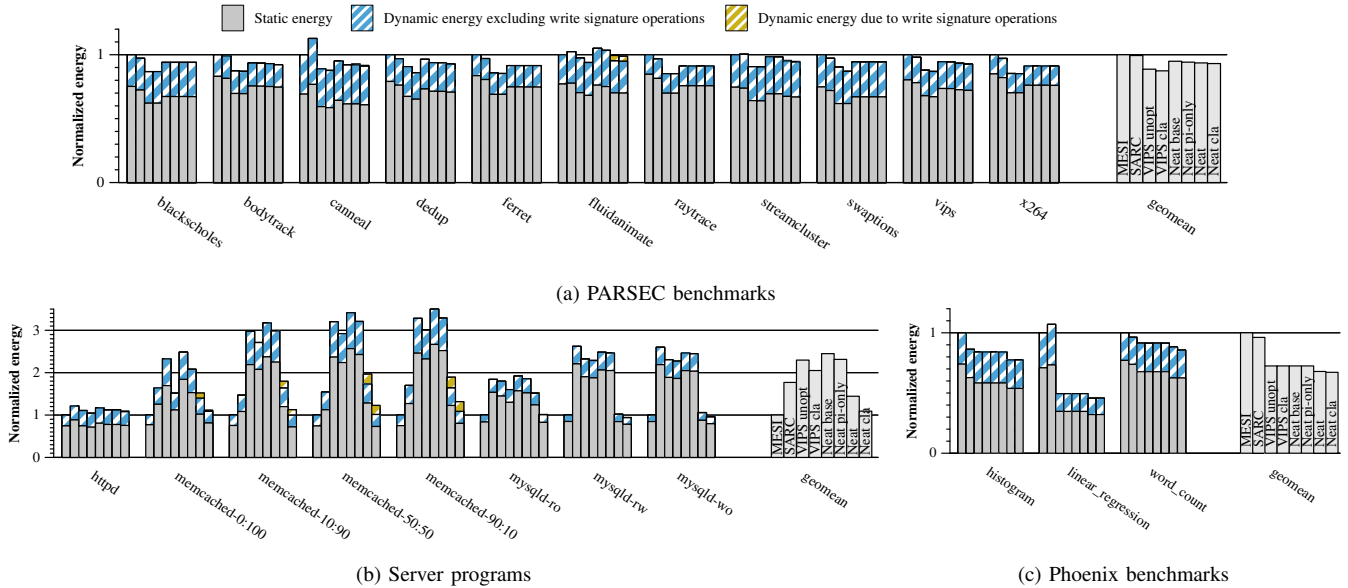 Static energy Dynamic energy excluding write signature operations Dynamic energy due to write signature operations
Normalized energy
1
0
blackscholes
bodytrack
canneal
dedup
ferret
fluidanimate
raytrace
streamcluster
swaptions
vips
x264
geomean
MESI
SARC
VIPS unopt
VIPS cla
Neat base
Neat pi-only
Neat
Neat cla
(a) PARSEC benchmarks
Normalized energy
3
2
1
0
httpd
memcached-0:100
memcached-10:90
memcached-50:50
memcached-90:10
mysqld-ro
mysqld-rw
mysqld-wo
geomean
MESI
SARC
VIPS unopt
VIPS cla
Neat base
Neat pi-only
Neat
Neat cla
(b) Server programs
Normalized energy
1
0
histogram
linear_regression
word_count
geomean
MESI
SARC
VIPS unopt
VIPS cla
Neat base
Neat pi-only
Neat
Neat cla
(c) Phoenix benchmarks